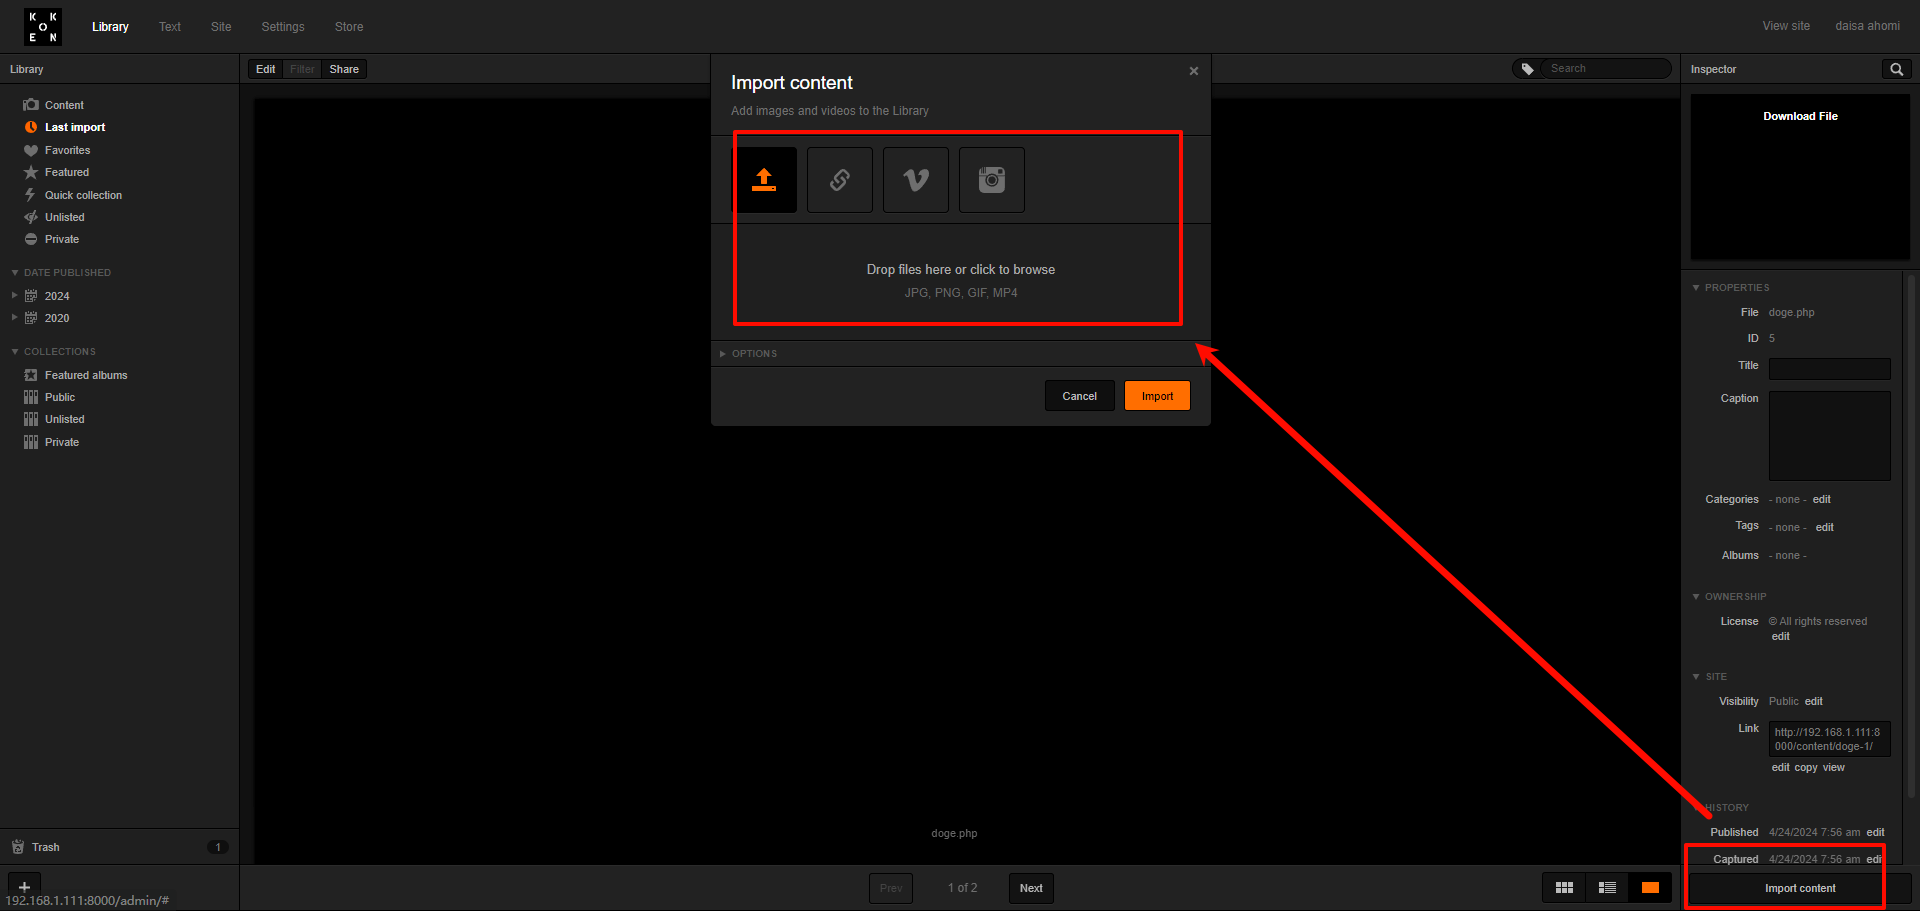 K K
O
E N
Library
Text
Site
Settings
Store
View site
daisa ahomi
Library
Content
Last import
Favorites
Featured
Quick collection
Unlisted
Private
DATE PUBLISHED
2024
2020
COLLECTIONS
Featured albums
Public
Unlisted
Private
Trash
1
+
192.168.1.111:8000/admin/#
Edit
Filter
Share
Search
Import content
×
Add images and videos to the Library
Drop files here or click to browse
JPG, PNG, GIF, MP4
OPTIONS
Cancel
Import
doge.php
Prev
1 of 2
Next
Inspector
Download File
PROPERTIES
File doge.php
ID 5
Title
Caption
Categories - none - edit
Tags - none - edit
Albums - none -
OWNERSHIP
License © All rights reserved
edit
SITE
Visibility Public edit
Link http://192.168.1.111:8
000/content/doge-1/
edit copy view
HISTORY
Published 4/24/2024 7:56 am edit
Captured 4/24/2024 7:56 am edit
Import content